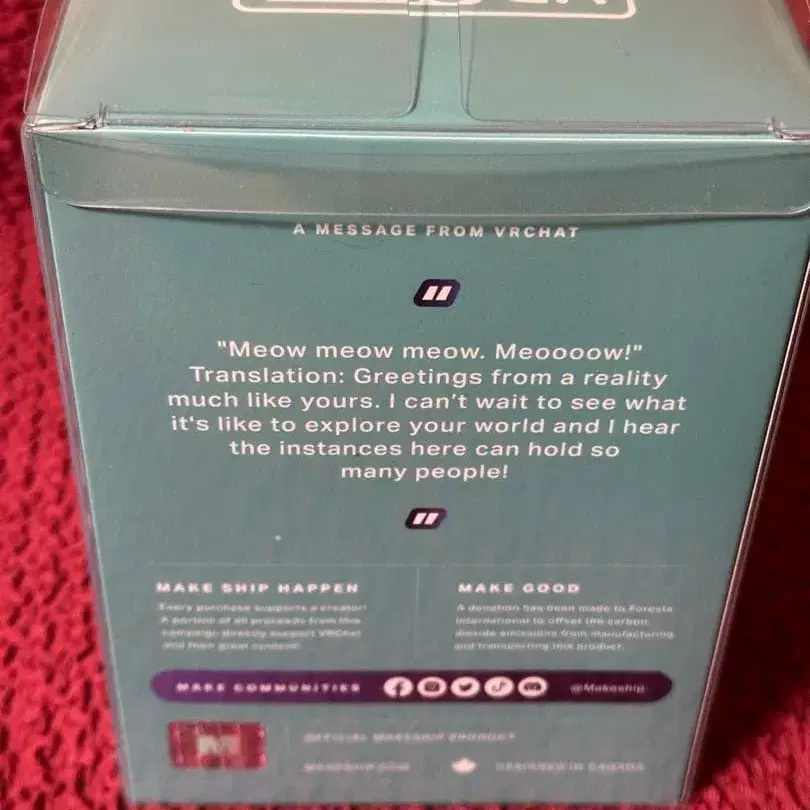 A MESSAGE FROM VRCHAT
"Meow meow meow. Meooooow!"
Translation: Greetings from a reality
much like yours. I can't wait to see what
it's like to explore your world and I hear
the instances here can hold so
many people!
MAKE SHIP HAPPEN
MAKE GOOD
Every purchase supports a creator!
A portion of all proceeds from this
campaign directly support VRChat
and their great content!
A donation has been made to Forests
International to offset the carbon
dioxide emissions from manufacturing
and transporting this product.
MAKE COMMUNITIES
@Makeship
M
OFFICIAL MAKESHIP PRODUCT
MAKESHIP.COM
DESIGNED IN CANADA